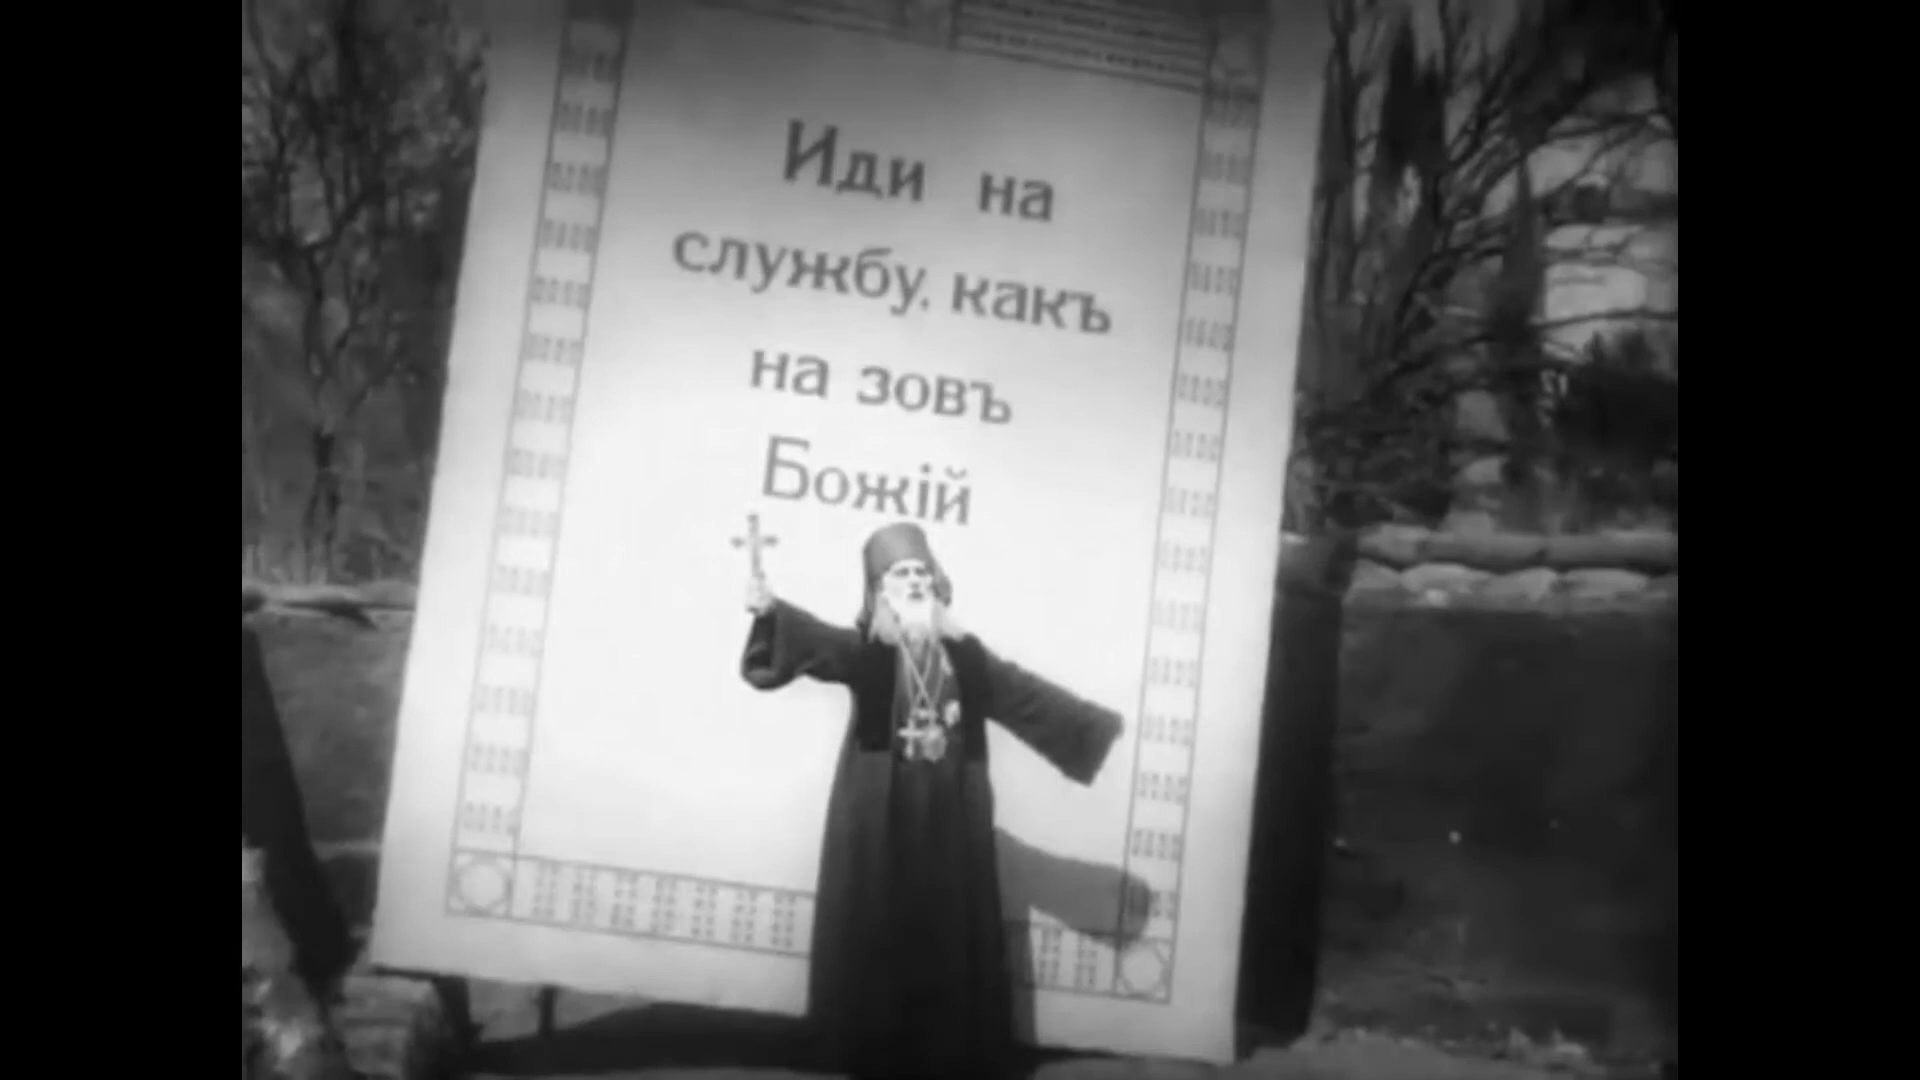 Иди на
службу, какъ
на зовъ
Божій